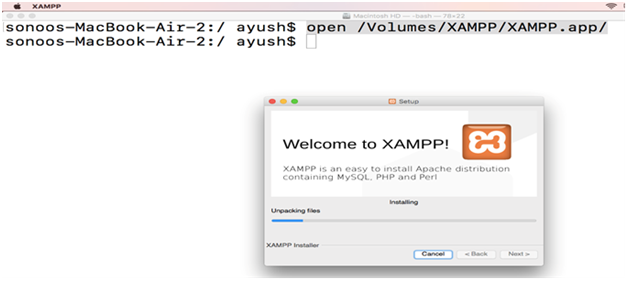 XAMPP
Macintosh HD — -bash — 78×22
sonoos-MacBook-Air-2:/ ayush$ open /Volumes/XAMPP/XAMPP.app/
sonoos-MacBook-Air-2:/ ayush$
Setup
Welcome to XAMPP!
XAMPP is an easy to install Apache distribution
containing MySQL, PHP and Perl
Installing
Unpacking files
XAMPP Installer
Cancel < Back Next >